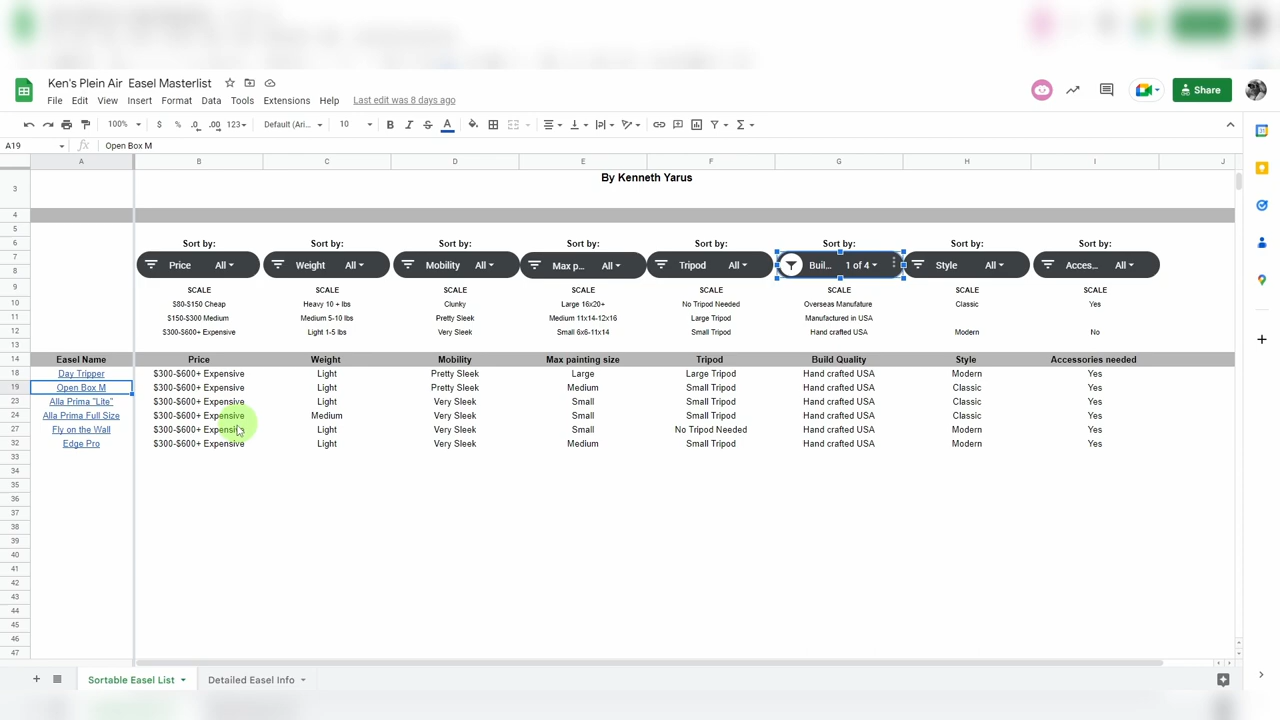 Ken's Plein Air Easel Masterlist
File Edit View Insert Format Data Tools Extensions Help Last edit was 8 days ago
Share
100% $ % .0 .00 123 Default (Ari... 10 B I S A
A19 fx Open Box M
A B C D E F G H I J
3 By Kenneth Yarus
4
5
6 Sort by: Sort by: Sort by: Sort by: Sort by: Sort by: Sort by: Sort by:
7 Price All Weight All Mobility All Max p... All Tripod All Buil... 1 of 4 Style All Acces... All
8
9 SCALE SCALE SCALE SCALE SCALE SCALE SCALE SCALE
10 $80-$150 Cheap Heavy 10 + lbs Clunky Large 16x20+ No Tripod Needed Overseas Manufature Classic Yes
11 $150-$300 Medium Medium 5-10 lbs Pretty Sleek Medium 11x14-12x16 Large Tripod Manufactured in USA
12 $300-$600+ Expensive Light 1-5 lbs Very Sleek Small 6x6-11x14 Small Tripod Hand crafted USA Modern No
13
14 Easel Name Price Weight Mobility Max painting size Tripod Build Quality Style Accessories needed
18 Day Tripper $300-$600+ Expensive Light Pretty Sleek Large Large Tripod Hand crafted USA Modern Yes
19 Open Box M $300-$600+ Expensive Light Pretty Sleek Medium Small Tripod Hand crafted USA Classic Yes
23 Alla Prima "Lite" $300-$600+ Expensive Light Very Sleek Small Small Tripod Hand crafted USA Classic Yes
24 Alla Prima Full Size $300-$600+ Expensive Medium Very Sleek Small Small Tripod Hand crafted USA Classic Yes
27 Fly on the Wall $300-$600+ Expensive Light Very Sleek Small No Tripod Needed Hand crafted USA Modern Yes
32 Edge Pro $300-$600+ Expensive Light Very Sleek Medium Small Tripod Hand crafted USA Modern Yes
33
34
35
36
37
38
39
40
41
42
43
44
45
46
47
Sortable Easel List Detailed Easel Info